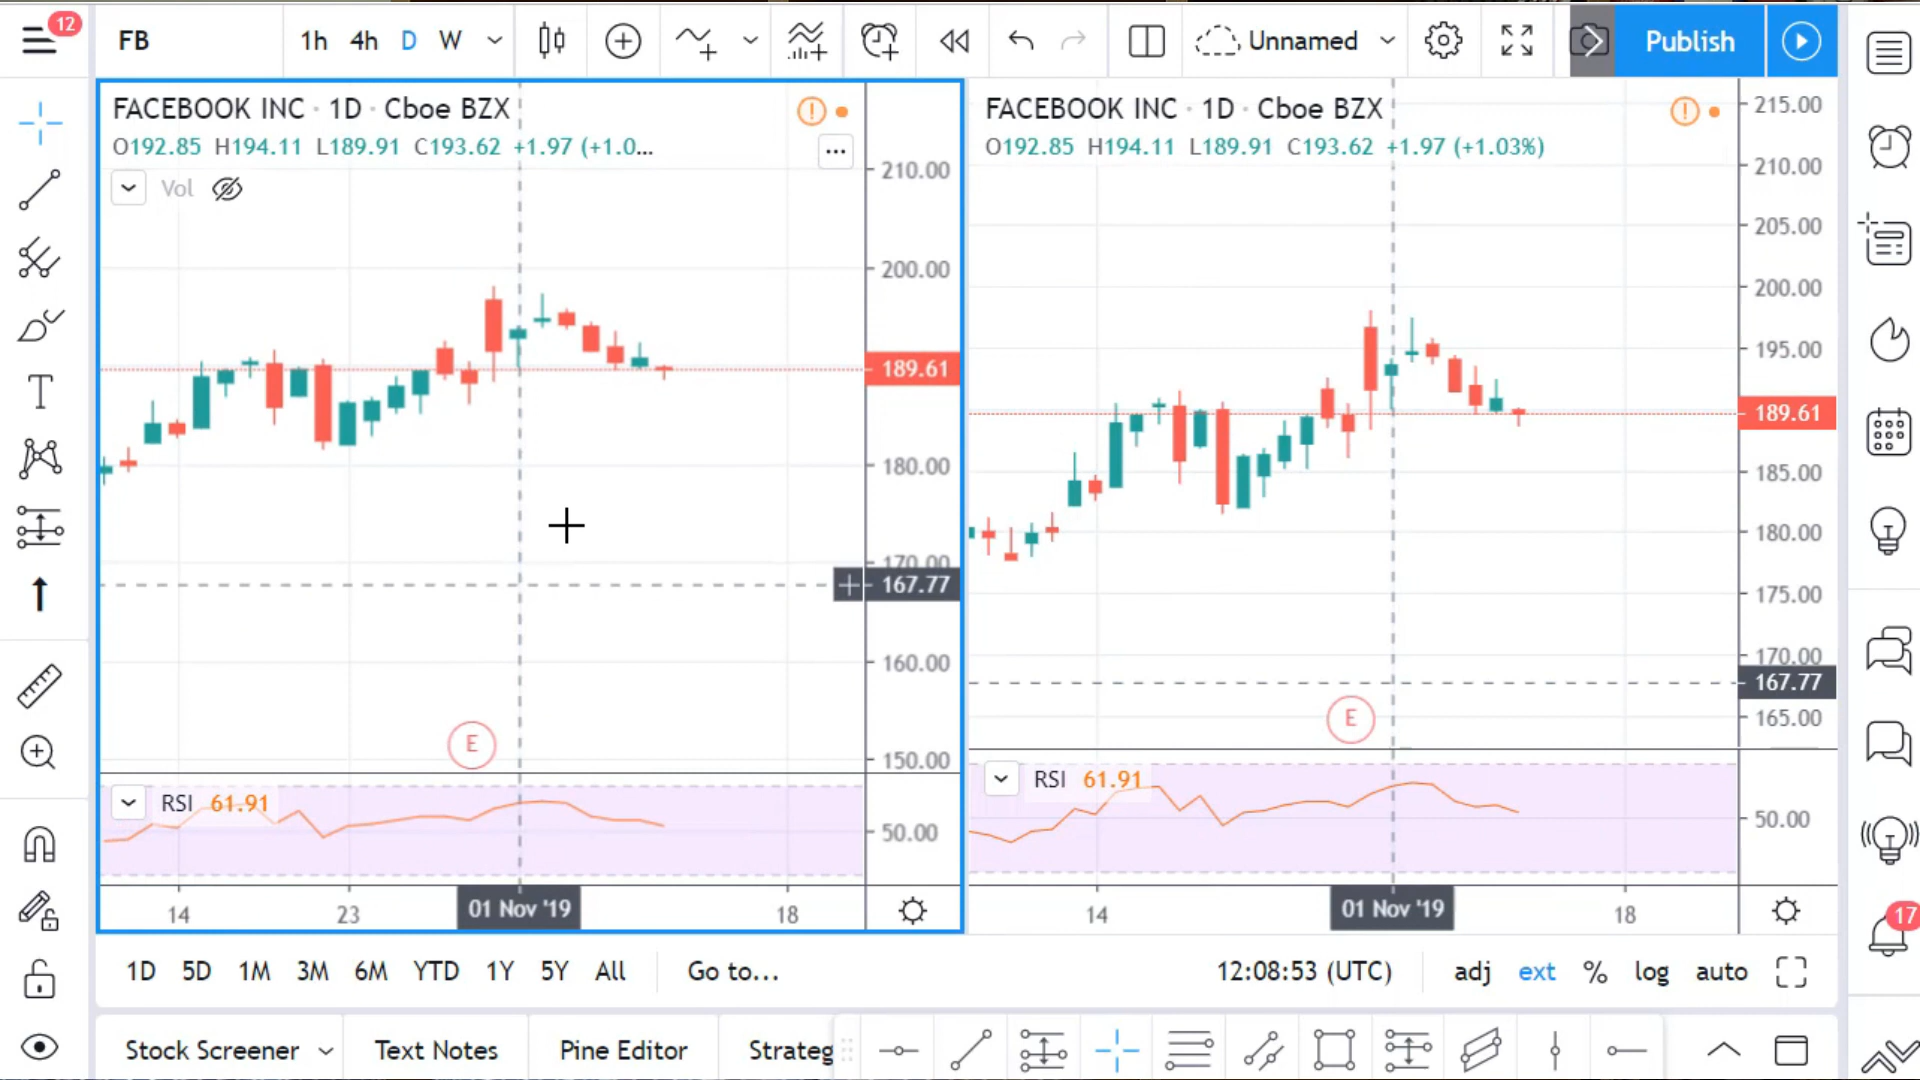 12
FB
1h 4h D W
Unnamed
Publish
FACEBOOK INC · 1D · Cboe BZX
O192.85 H194.11 L189.91 C193.62 +1.97 (+1.0...
Vol
210.00
200.00
189.61
180.00
170.00
167.77
160.00
150.00
E
RSI 61.91
50.00
14 23 01 Nov '19 18
FACEBOOK INC · 1D · Cboe BZX
O192.85 H194.11 L189.91 C193.62 +1.97 (+1.03%)
215.00
210.00
205.00
200.00
195.00
189.61
185.00
180.00
175.00
170.00
167.77
165.00
E
RSI 61.91
50.00
14 01 Nov '19 18
17
1D 5D 1M 3M 6M YTD 1Y 5Y All Go to...
12:08:53 (UTC) adj ext % log auto
Stock Screener Text Notes Pine Editor Strateg